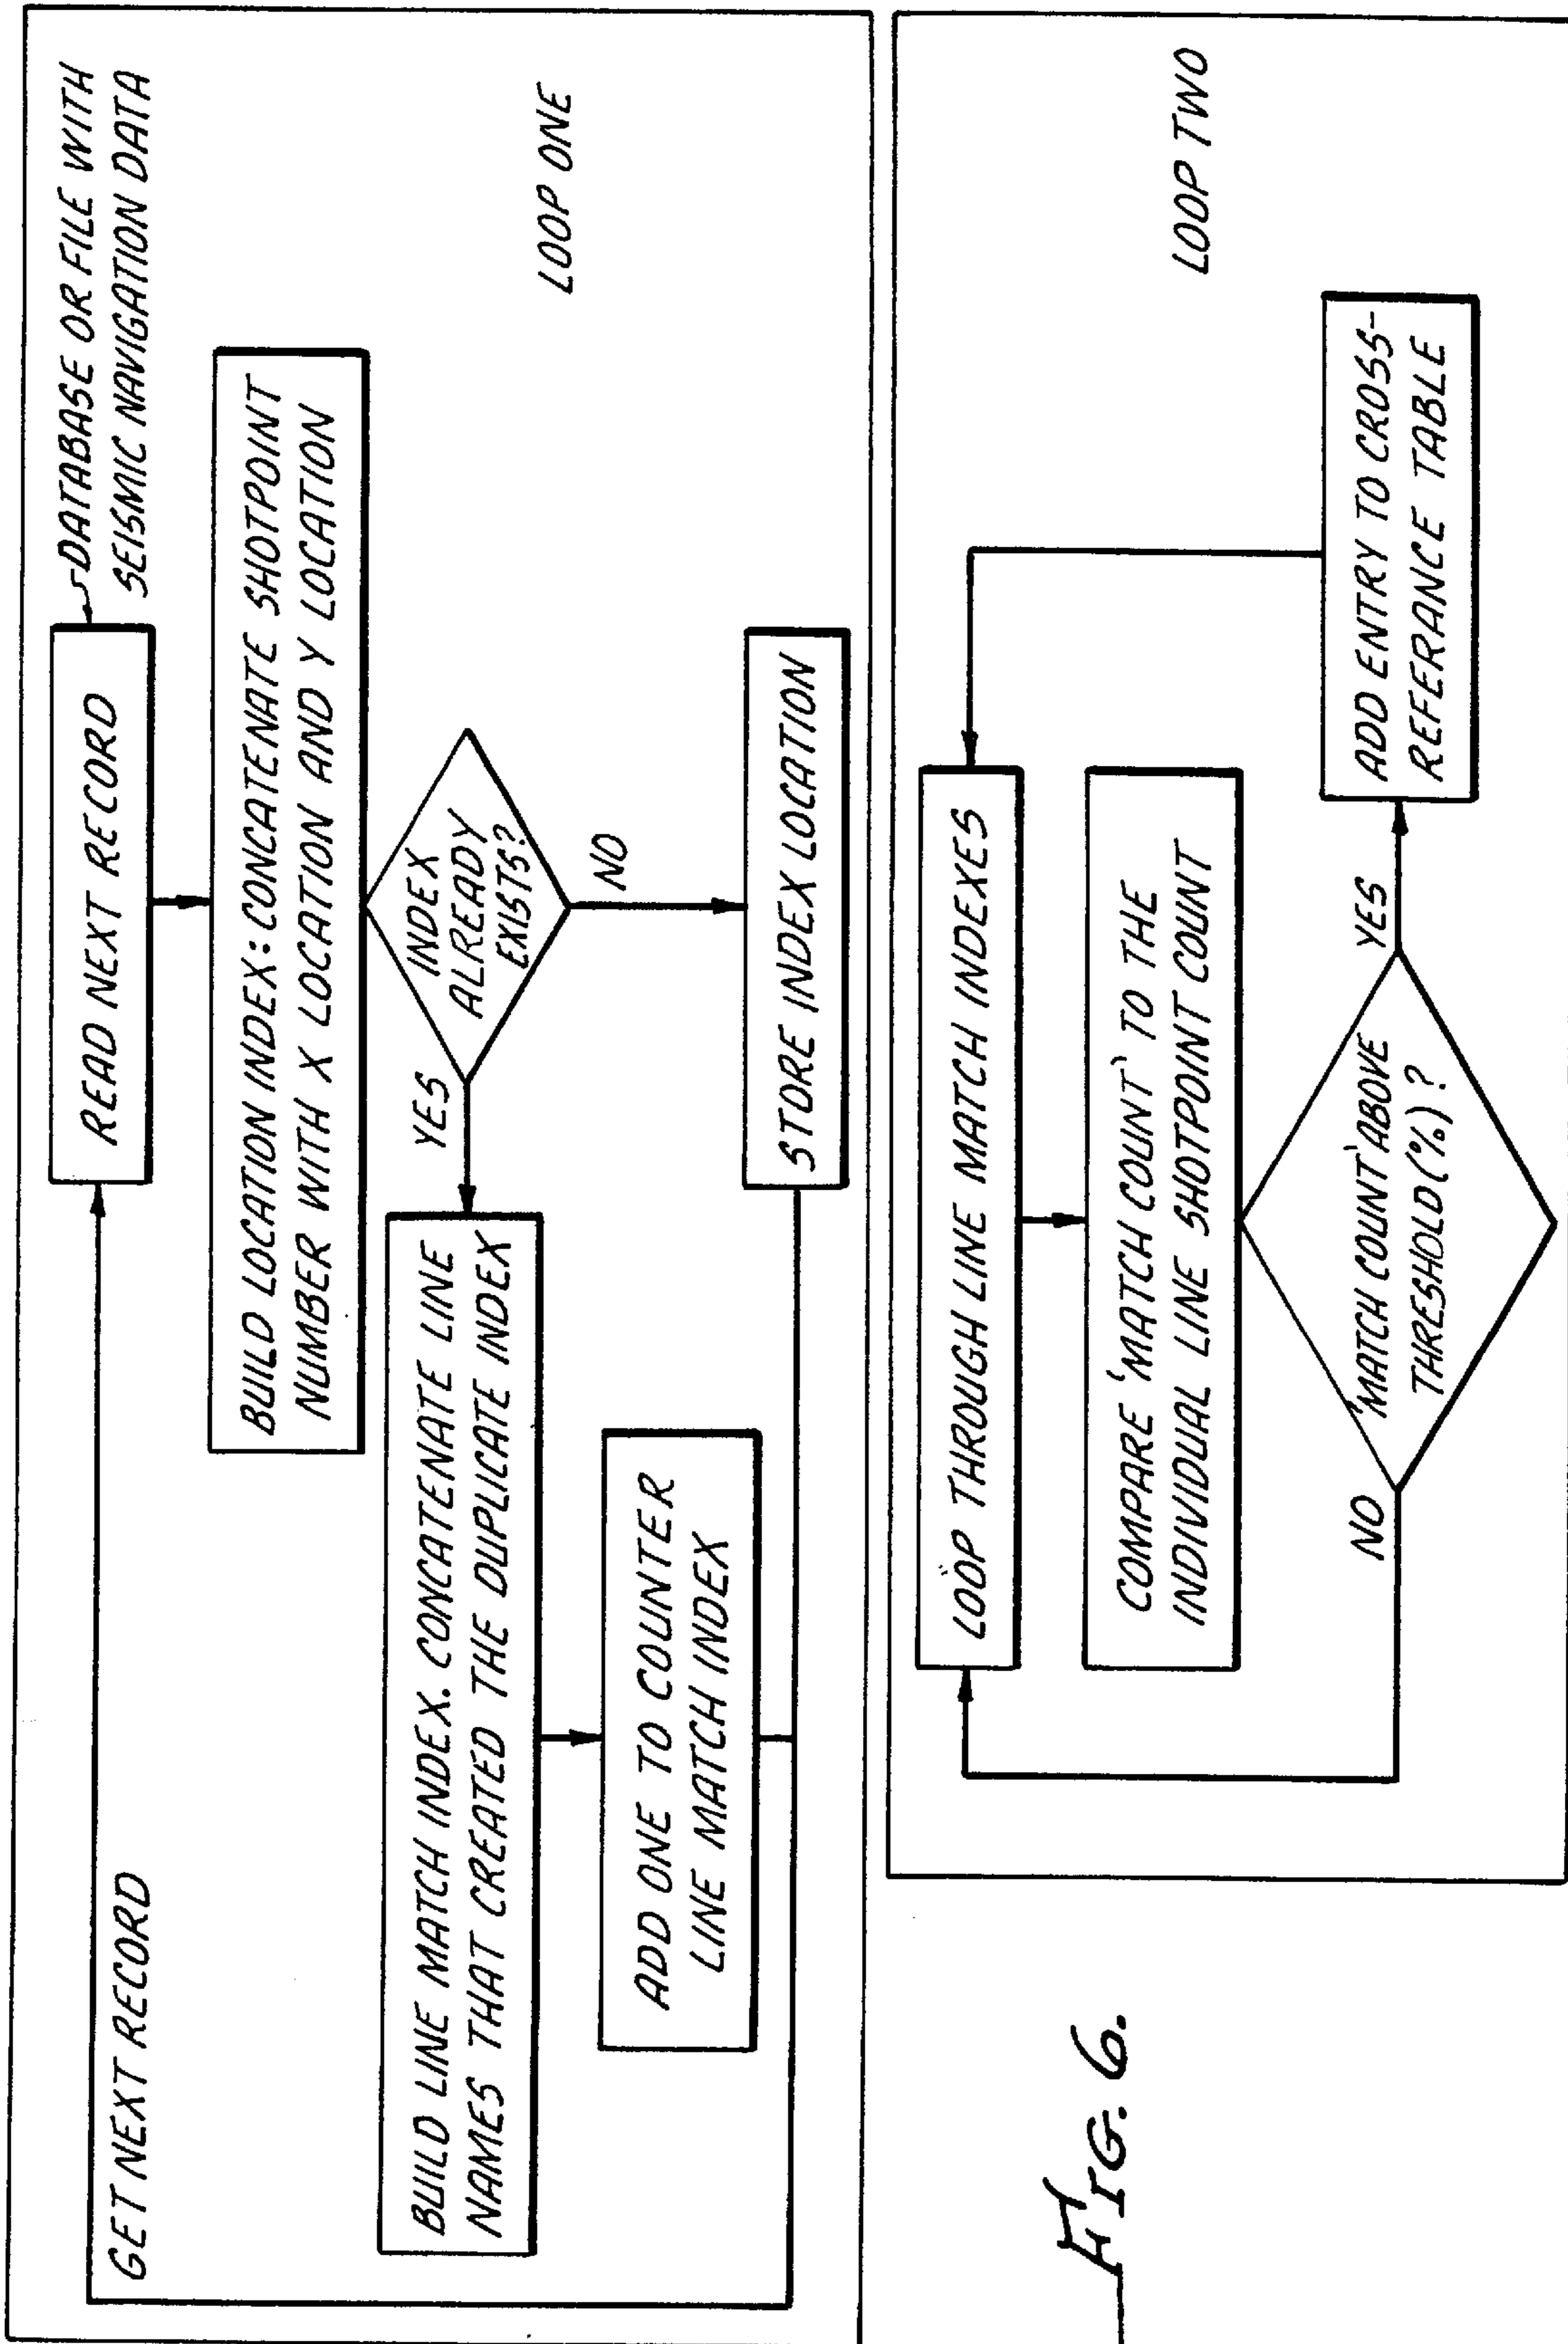 GET NEXT RECORD
READ NEXT RECORD
DATABASE OR FILE WITH
SEISMIC NAVIGATION DATA
BUILD LOCATION INDEX: CONCATENATE SHOTPOINT
NUMBER WITH X LOCATION AND Y LOCATION
INDEX
ALREADY
EXISTS?
YES
NO
BUILD LINE MATCH INDEX. CONCATENATE LINE
NAMES THAT CREATED THE DUPLICATE INDEX
ADD ONE TO COUNTER
LINE MATCH INDEX
STORE INDEX LOCATION
LOOP ONE
LOOP THROUGH LINE MATCH INDEXES
COMPARE 'MATCH COUNT' TO THE
INDIVIDUAL LINE SHOTPOINT COUNT
'MATCH COUNT' ABOVE
THRESHOLD (%) ?
NO
YES
ADD ENTRY TO CROSS-
REFERANCE TABLE
LOOP TWO
FIG. 6.